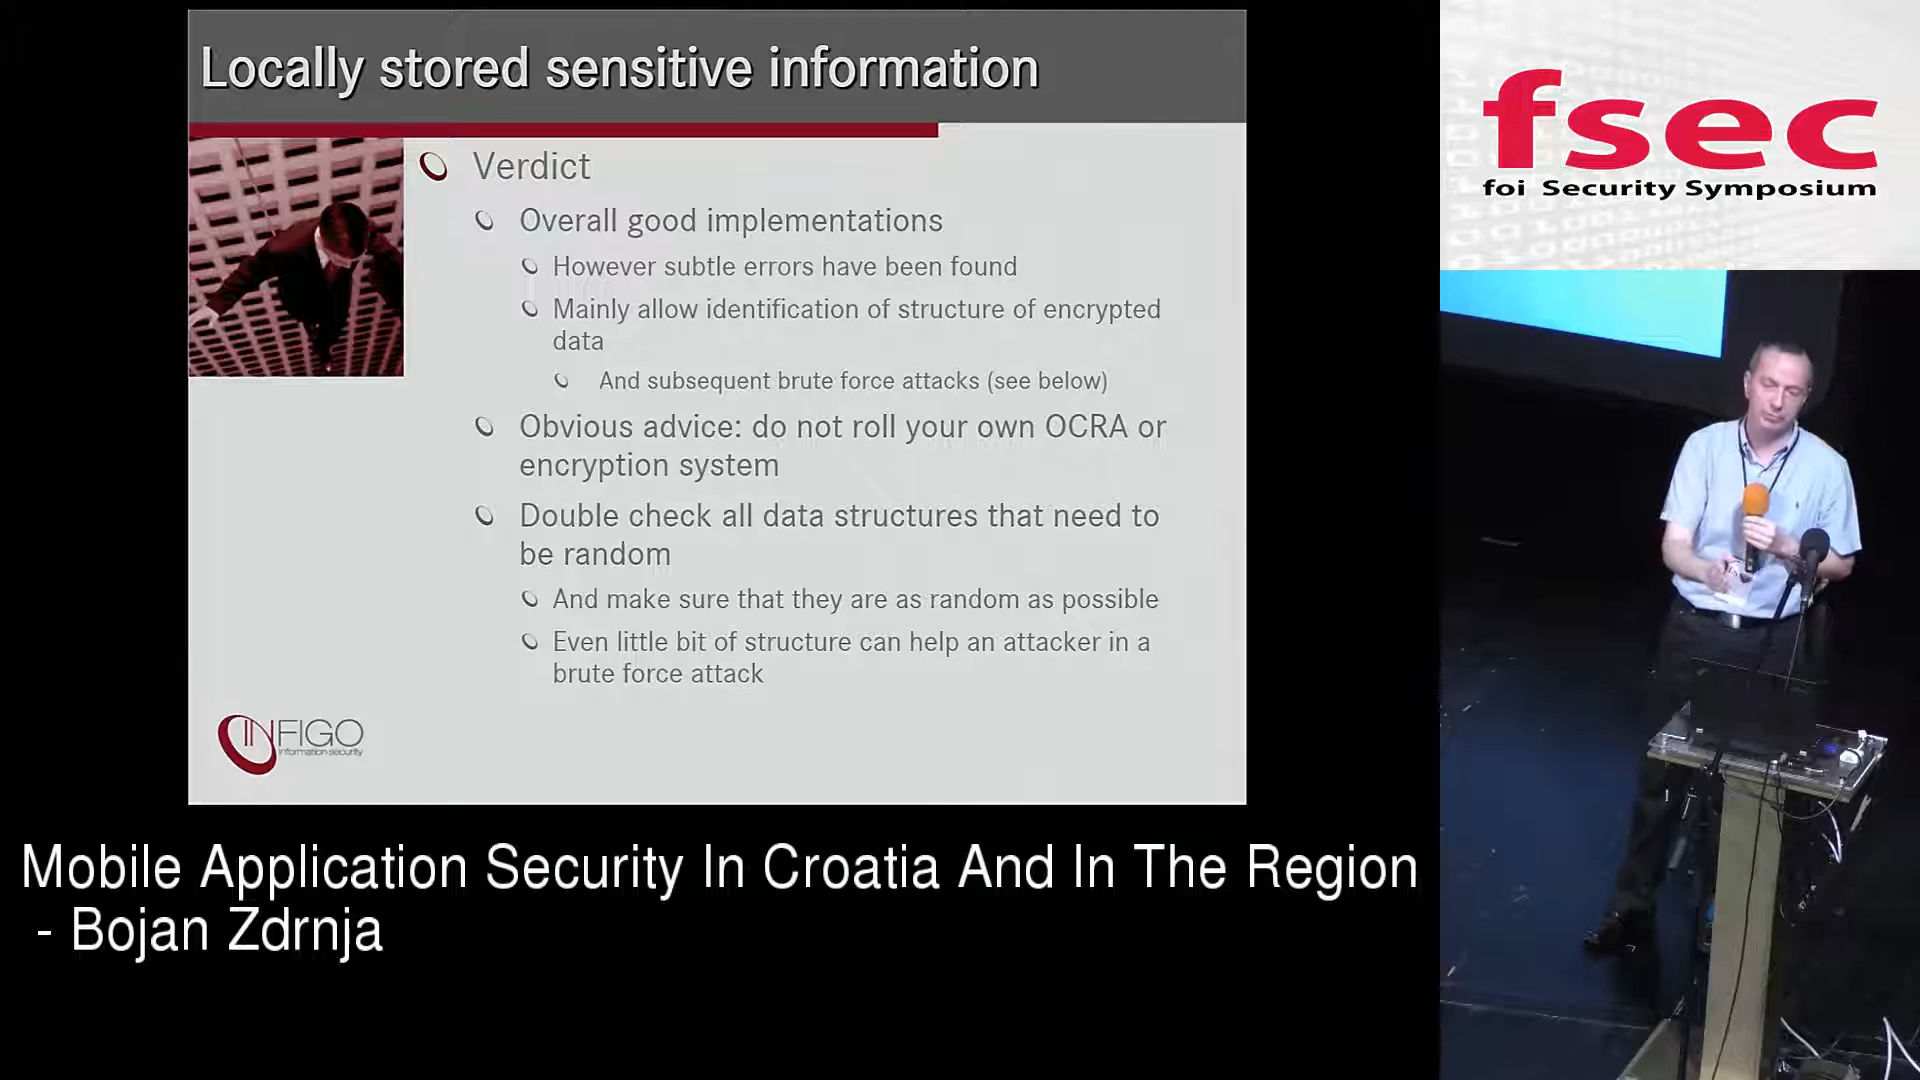 Locally stored sensitive information
Verdict
Overall good implementations
However subtle errors have been found
Mainly allow identification of structure of encrypted
data
And subsequent brute force attacks (see below)
Obvious advice: do not roll your own OCRA or
encryption system
Double check all data structures that need to
be random
And make sure that they are as random as possible
Even little bit of structure can help an attacker in a
brute force attack
INFIGO
information security
fsec
foi Security Symposium
Mobile Application Security In Croatia And In The Region
- Bojan Zdrnja